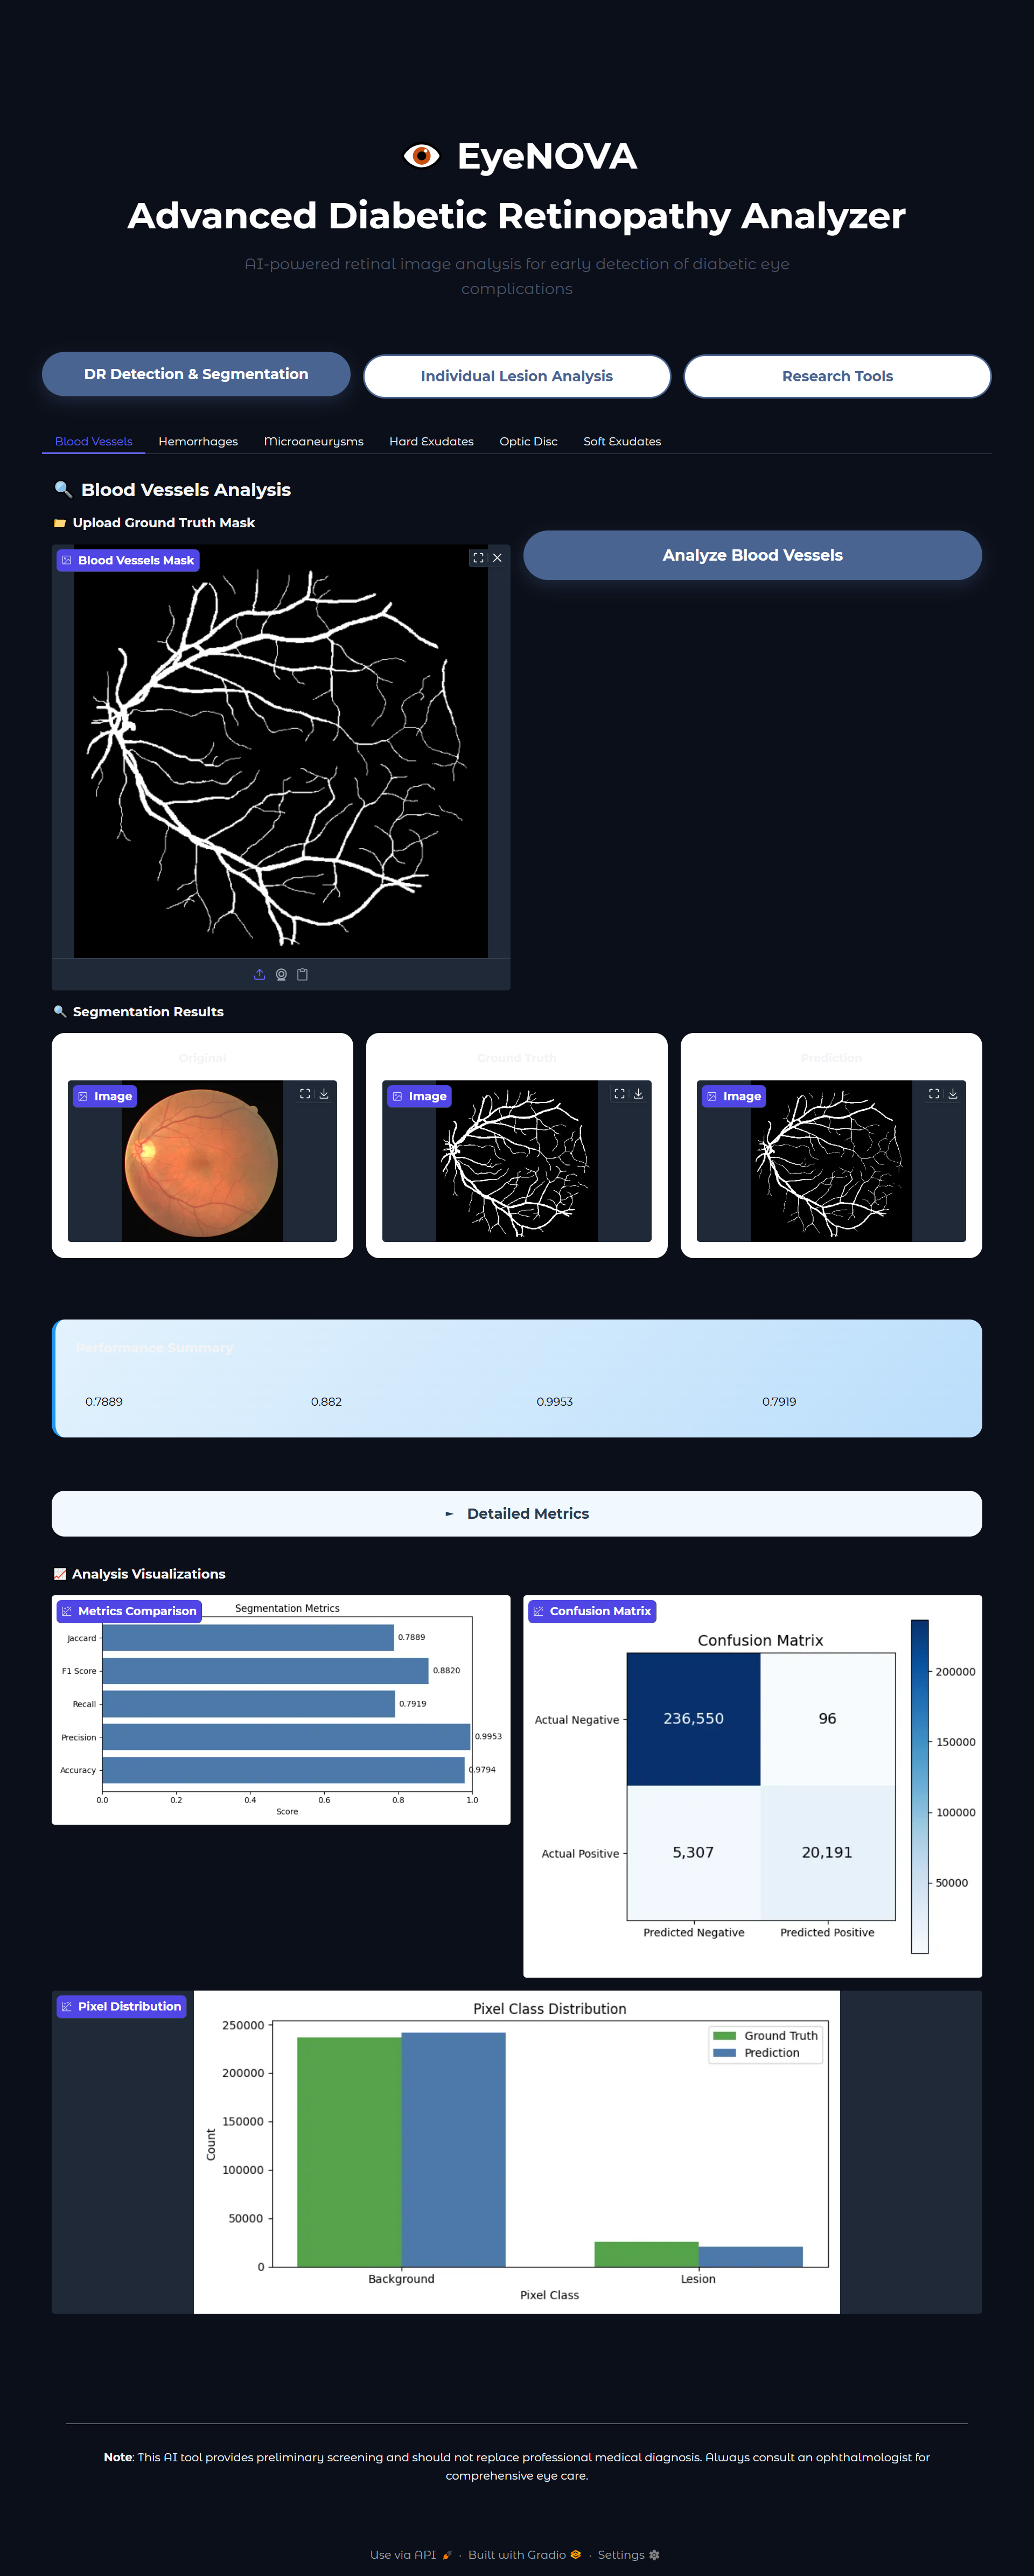 EyeNOVA
Advanced Diabetic Retinopathy Analyzer
AI-powered retinal image analysis for early detection of diabetic eye
complications
DR Detection & Segmentation
Individual Lesion Analysis
Research Tools
Blood Vessels
Hemorrhages
Microaneurysms
Hard Exudates
Optic Disc
Soft Exudates
Blood Vessels Analysis
Upload Ground Truth Mask
Blood Vessels Mask
Analyze Blood Vessels
Segmentation Results
Original
Ground Truth
Prediction
Image
Image
Image
Performance Summary
0.7889
0.882
0.9953
0.7919
Detailed Metrics
Analysis Visualizations
Metrics Comparison
Segmentation Metrics
Jaccard
0.7889
F1 Score
0.8820
Recall
0.7919
Precision
0.9953
Accuracy
0.9794
0.0
0.2
0.4
0.6
0.8
1.0
Score
Confusion Matrix
Confusion Matrix
Actual Negative
236,550
96
Actual Positive
5,307
20,191
Predicted Negative
Predicted Positive
200000
150000
100000
50000
Pixel Distribution
Pixel Class Distribution
Ground Truth
Prediction
250000
200000
150000
100000
50000
0
Count
Background
Lesion
Pixel Class
Note: This AI tool provides preliminary screening and should not replace professional medical diagnosis. Always consult an ophthalmologist for
comprehensive eye care.
Use via API · Built with Gradio · Settings